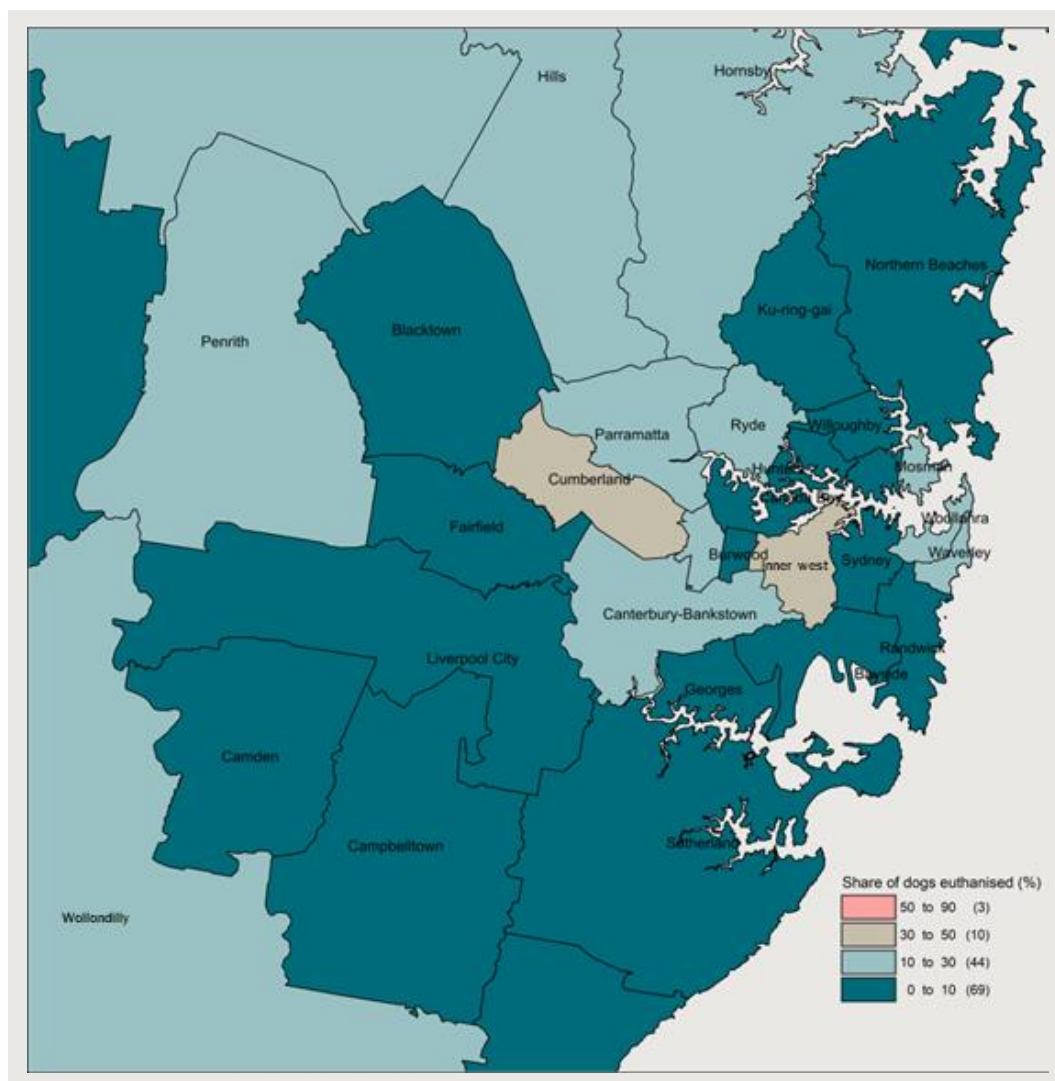 Hills
Hornsby
Northern Beaches
Ku-ring-gai
Blacktown
Penrith
Parramatta
Ryde
Willoughby
Mosman
Cumberland
Woollahra
Fairfield
Burwood
Waverley
Sydney
nner west
Canterbury-Bankstown
Randwick
Liverpool City
Bayside
Georges
Camden
Campbelltown
Sutherland
Wollondilly
Share of dogs euthanised (%)
50 to 90 (3)
30 to 50 (10)
10 to 30 (44)
0 to 10 (69)